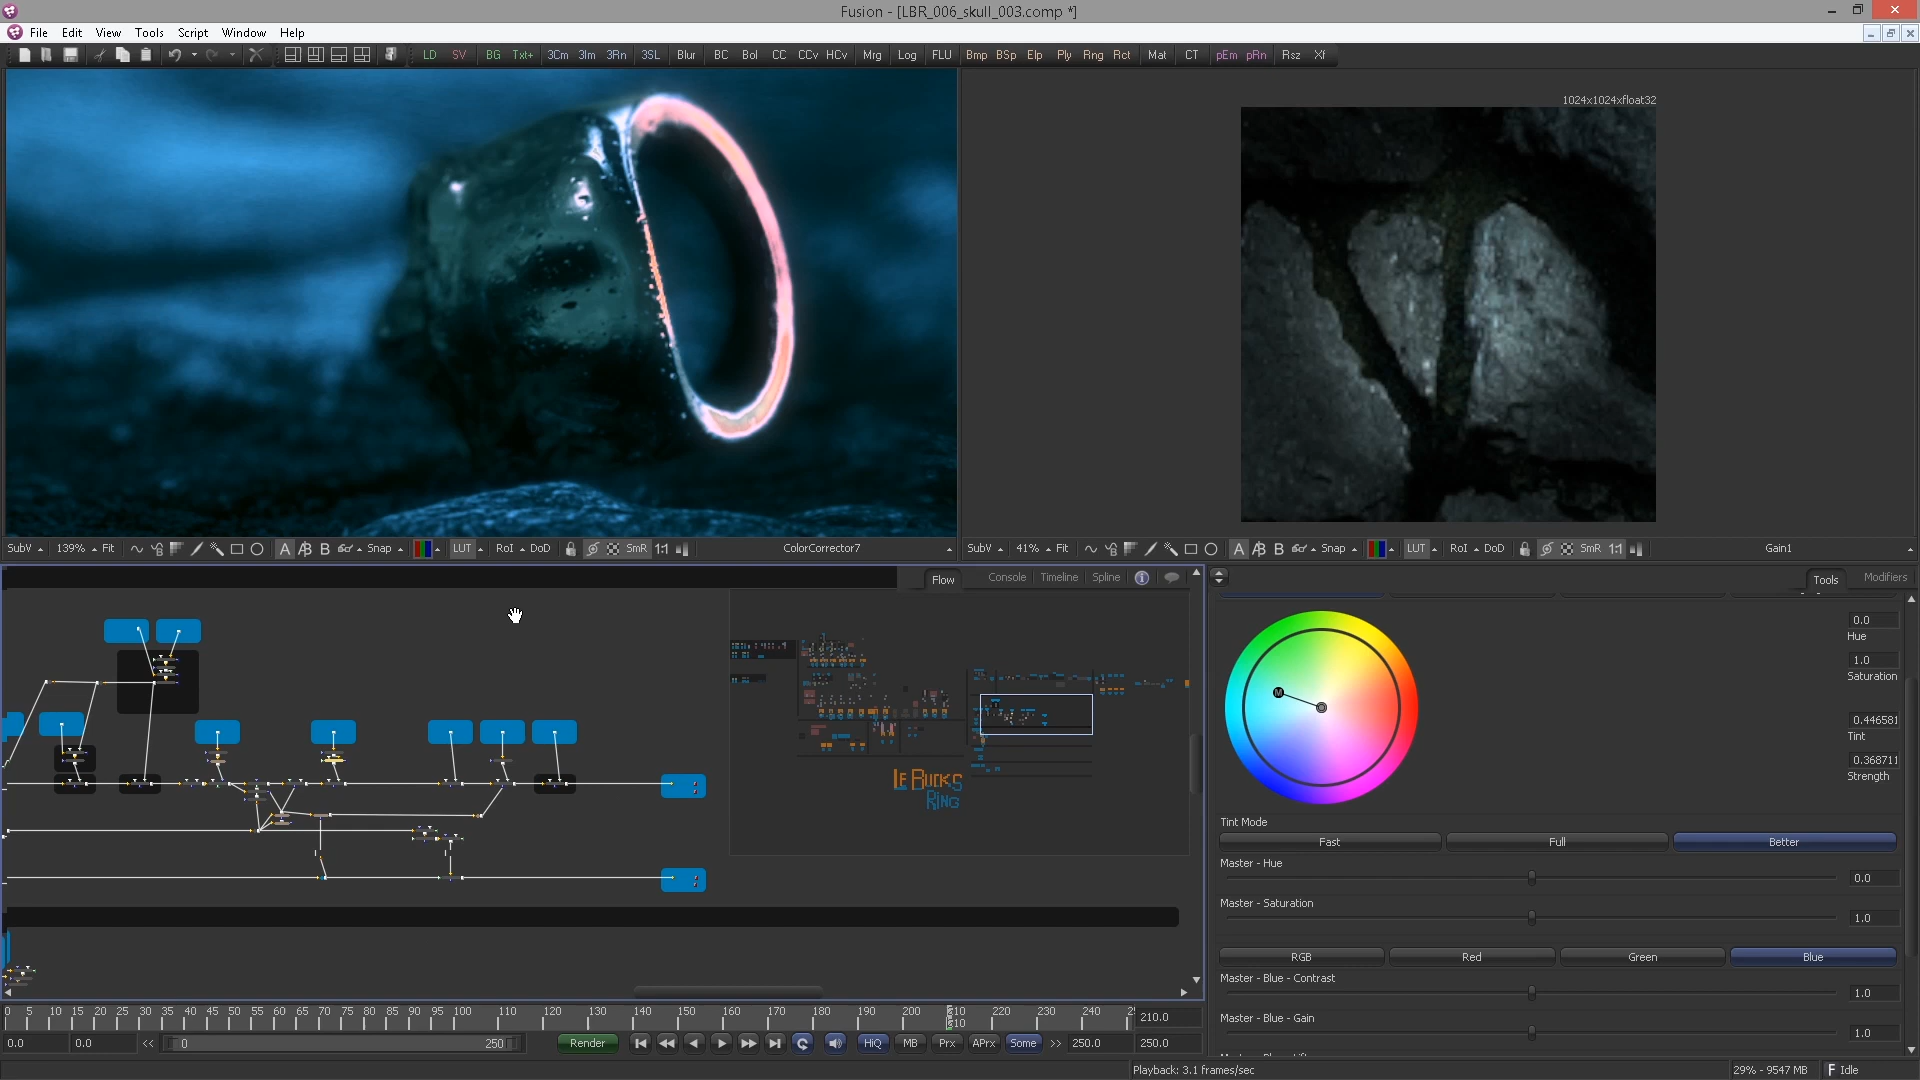 Fusion - [LBR_006_skull_003.comp *]
File Edit View Tools Script Window Help
LD SV BG Txt+ 3Cm 3Im 3Rn 3SL Blur BC Bol CC CCv HCv Mrg Log FLU Bmp BSp Elp Ply Rng Rct Mat CT pEm pRn Rsz Xf
1024x1024xfloat32
SubV 139% Fit A B Snap LUT RoI DoD SmR 1:1 ColorCorrector7
SubV 41% Fit A B Snap LUT RoI DoD SmR 1:1 Gain1
Flow Console Timeline Spline
Tools Modifiers
LE BUCKS
RING
0.0
Hue
1.0
Saturation
0.446581
Tint
0.368711
Strength
Tint Mode
Fast Full Better
Master - Hue
0.0
Master - Saturation
1.0
RGB Red Green Blue
Master - Blue - Contrast
1.0
Master - Blue - Gain
1.0
0 5 10 15 20 25 30 35 40 45 50 55 60 65 70 75 80 85 90 95 100 110 120 130 140 150 160 170 180 190 200 210 220 230 240
210 210.0
0.0 0.0 << 0 250 Render HiQ MB Prx APrx Some >> 250.0 250.0
Playback: 3.1 frames/sec
29% - 9547 MB
F Idle